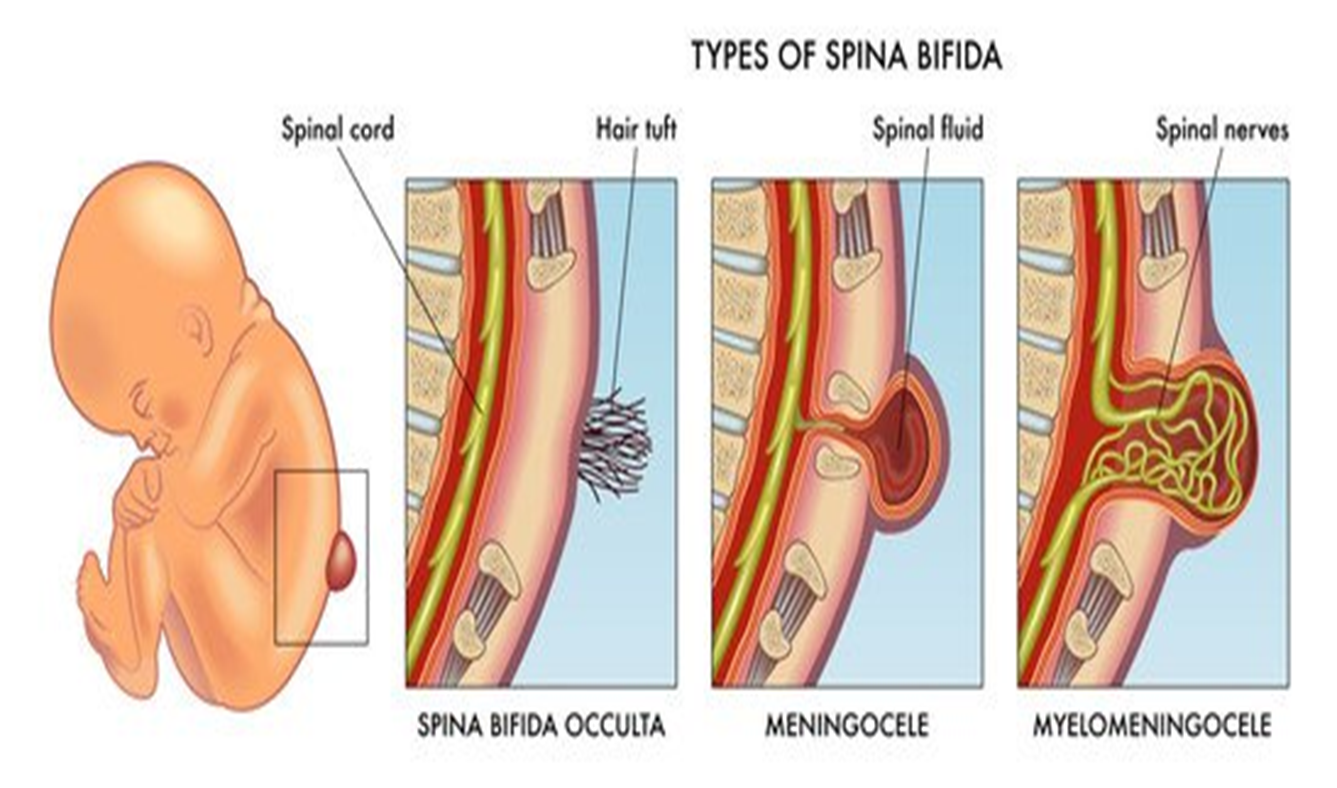 TYPES OF SPINA BIFIDA
Spinal cord
Hair tuft
Spinal fluid
Spinal nerves
SPINA BIFIDA OCCULTA
MENINGOCELE
MYELOMENINGOCELE